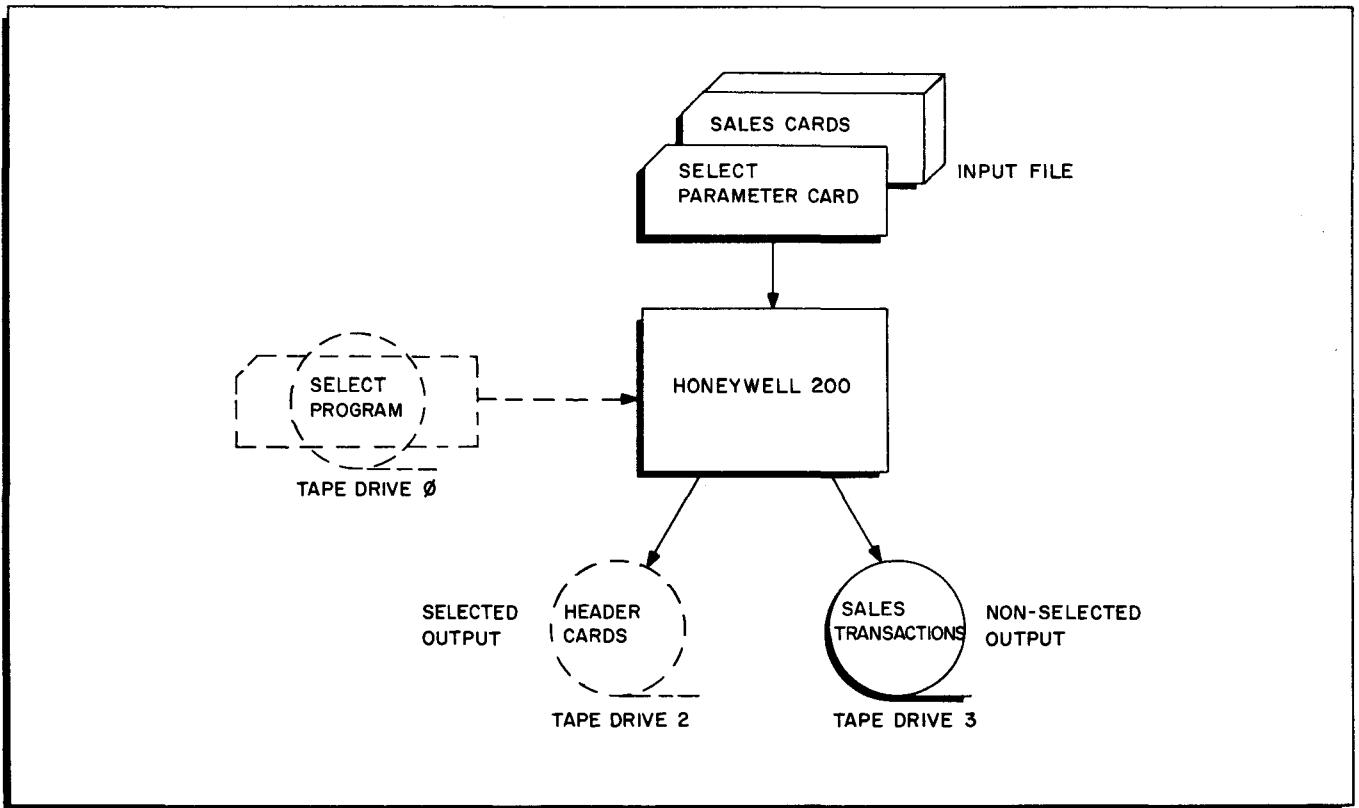 SALES CARDS
SELECT
PARAMETER CARD
INPUT FILE
HONEYWELL 200
SELECT
PROGRAM
TAPE DRIVE Ø
SELECTED
OUTPUT
HEADER
CARDS
TAPE DRIVE 2
SALES
TRANSACTIONS
NON-SELECTED
OUTPUT
TAPE DRIVE 3